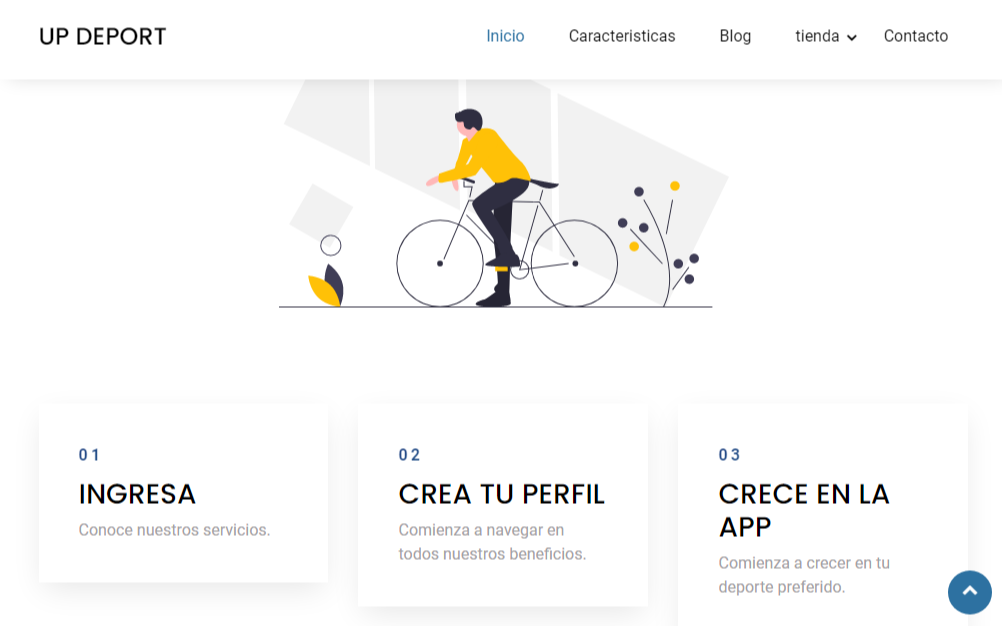 UP DEPORT
Inicio
Caracteristicas
Blog
tienda
Contacto
01
INGRESA
Conoce nuestros servicios.
02
CREA TU PERFIL
Comienza a navegar en
todos nuestros beneficios.
03
CRECE EN LA
APP
Comienza a crecer en tu
deporte preferido.